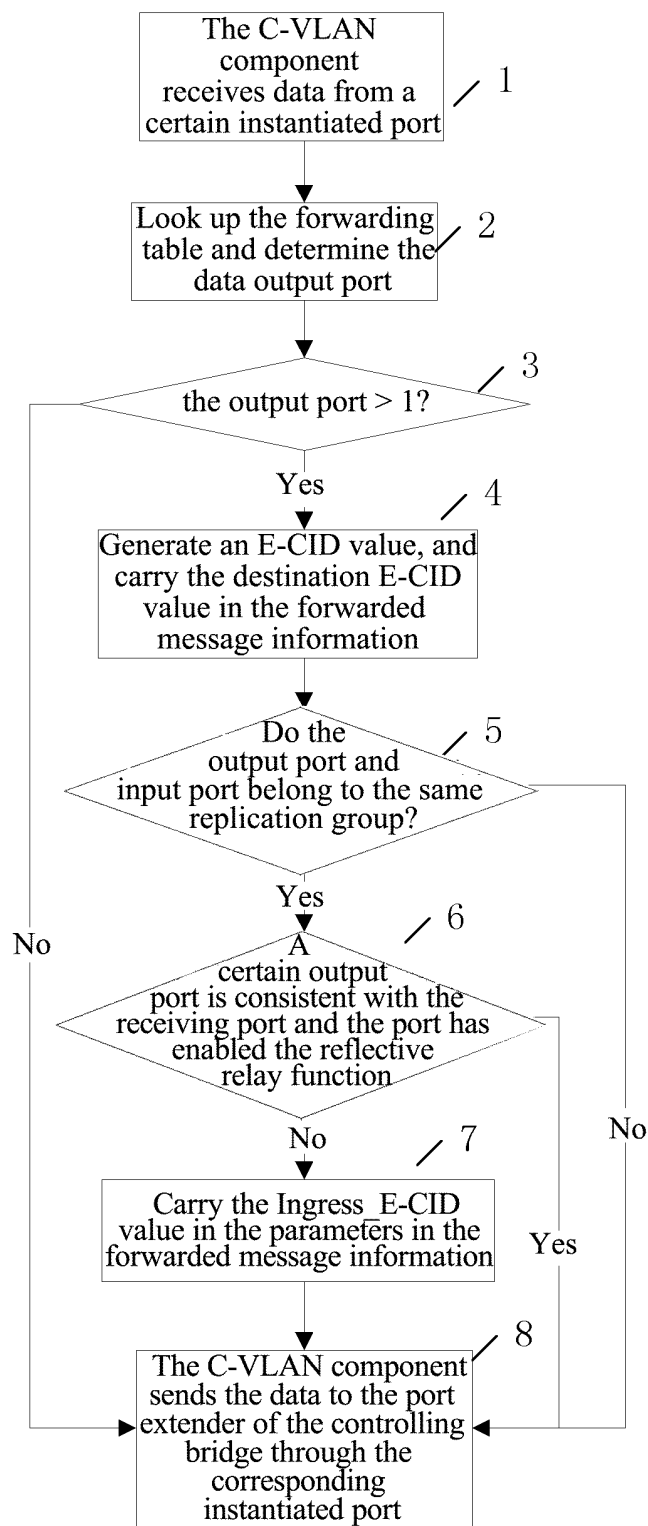 The C-VLAN
component
receives data from a
certain instantiated port
1
Look up the forwarding
table and determine the
data output port
2
the output port > 1?
3
Yes
Generate an E-CID value, and
carry the destination E-CID
value in the forwarded
message information
4
Do the
output port and
input port belong to the same
replication group?
5
Yes
No
A
certain output
port is consistent with the
receiving port and the port has
enabled the reflective
relay function
6
No
No
Carry the Ingress_E-CID
value in the parameters in the
forwarded message information
7
Yes
The C-VLAN component
sends the data to the port
extender of the controlling
bridge through the
corresponding
instantiated port
8